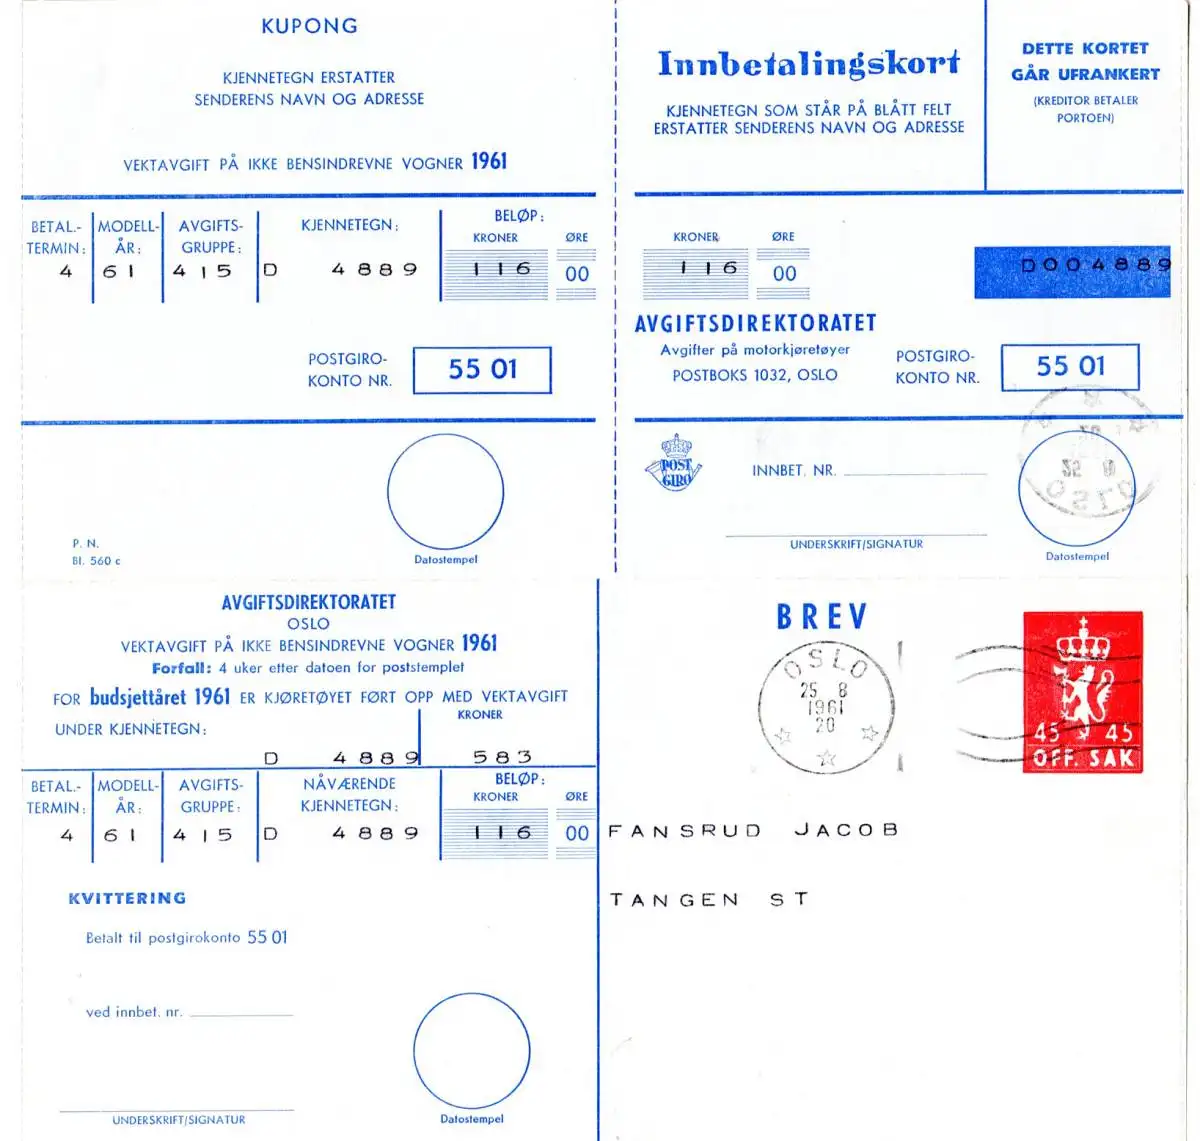 KUPONG
KJENNETEGN ERSTATTER
SENDERENS NAVN OG ADRESSE
VEKTAVGIFT PÅ IKKE BENSINDREVNE VOGNER 1961
BETAL.-
TERMIN:
MODELL-
ÅR:
AVGIFTS-
GRUPPE:
KJENNETEGN:
BELØP:
KRONER ØRE
4 61 415 D 4889 116 00
POSTGIRO-
KONTO NR.
55 01
P. N.
Bl. 560 c
Datostempel
Innbetalingskort
KJENNETEGN SOM STÅR PÅ BLÅTT FELT
ERSTATTER SENDERENS NAVN OG ADRESSE
DETTE KORTET
GÅR UFRANKERT
(KREDITOR BETALER
PORTOEN)
KRONER ØRE
116 00
D004889
AVGIFTSDIREKTORATET
Avgifter på motorkjøretøyer
POSTBOKS 1032, OSLO
POSTGIRO-
KONTO NR.
55 01
POST
GIRO
INNBET. NR.
UNDERSKRIFT/SIGNATUR
OSLO
Datostempel
AVGIFTSDIREKTORATET
OSLO
VEKTAVGIFT PÅ IKKE BENSINDREVNE VOGNER 1961
Forfall: 4 uker etter datoen for poststemplet
FOR budsjettåret 1961 ER KJØRETØYET FØRT OPP MED VEKTAVGIFT
UNDER KJENNETEGN:
KRONER
D 4889 583
BETAL.-
TERMIN:
MODELL-
ÅR:
AVGIFTS-
GRUPPE:
NÅVÆRENDE
KJENNETEGN:
BELØP:
KRONER ØRE
4 61 415 D 4889 116 00
KVITTERING
Betalt til postgirokonto 55 01
ved innbet. nr.
UNDERSKRIFT/SIGNATUR
Datostempel
BREV
OSLO
25 8
1961
20
45 45
OFF. SAK
FANSRUD JACOB
TANGEN ST